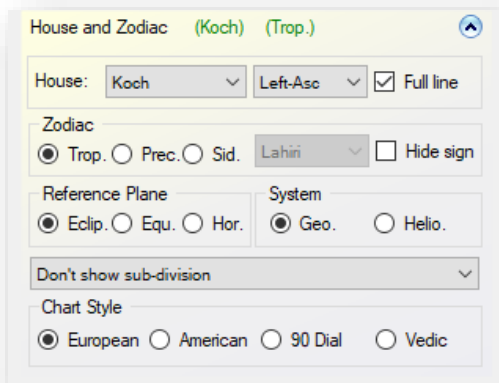 House and Zodiac (Koch) (Trop.)
House: Koch Left-Asc Full line
Zodiac
Trop. Prec. Sid. Lahiri Hide sign
Reference Plane System
Eclip. Equ. Hor. Geo. Helio.
Don't show sub-division
Chart Style
European American 90 Dial Vedic